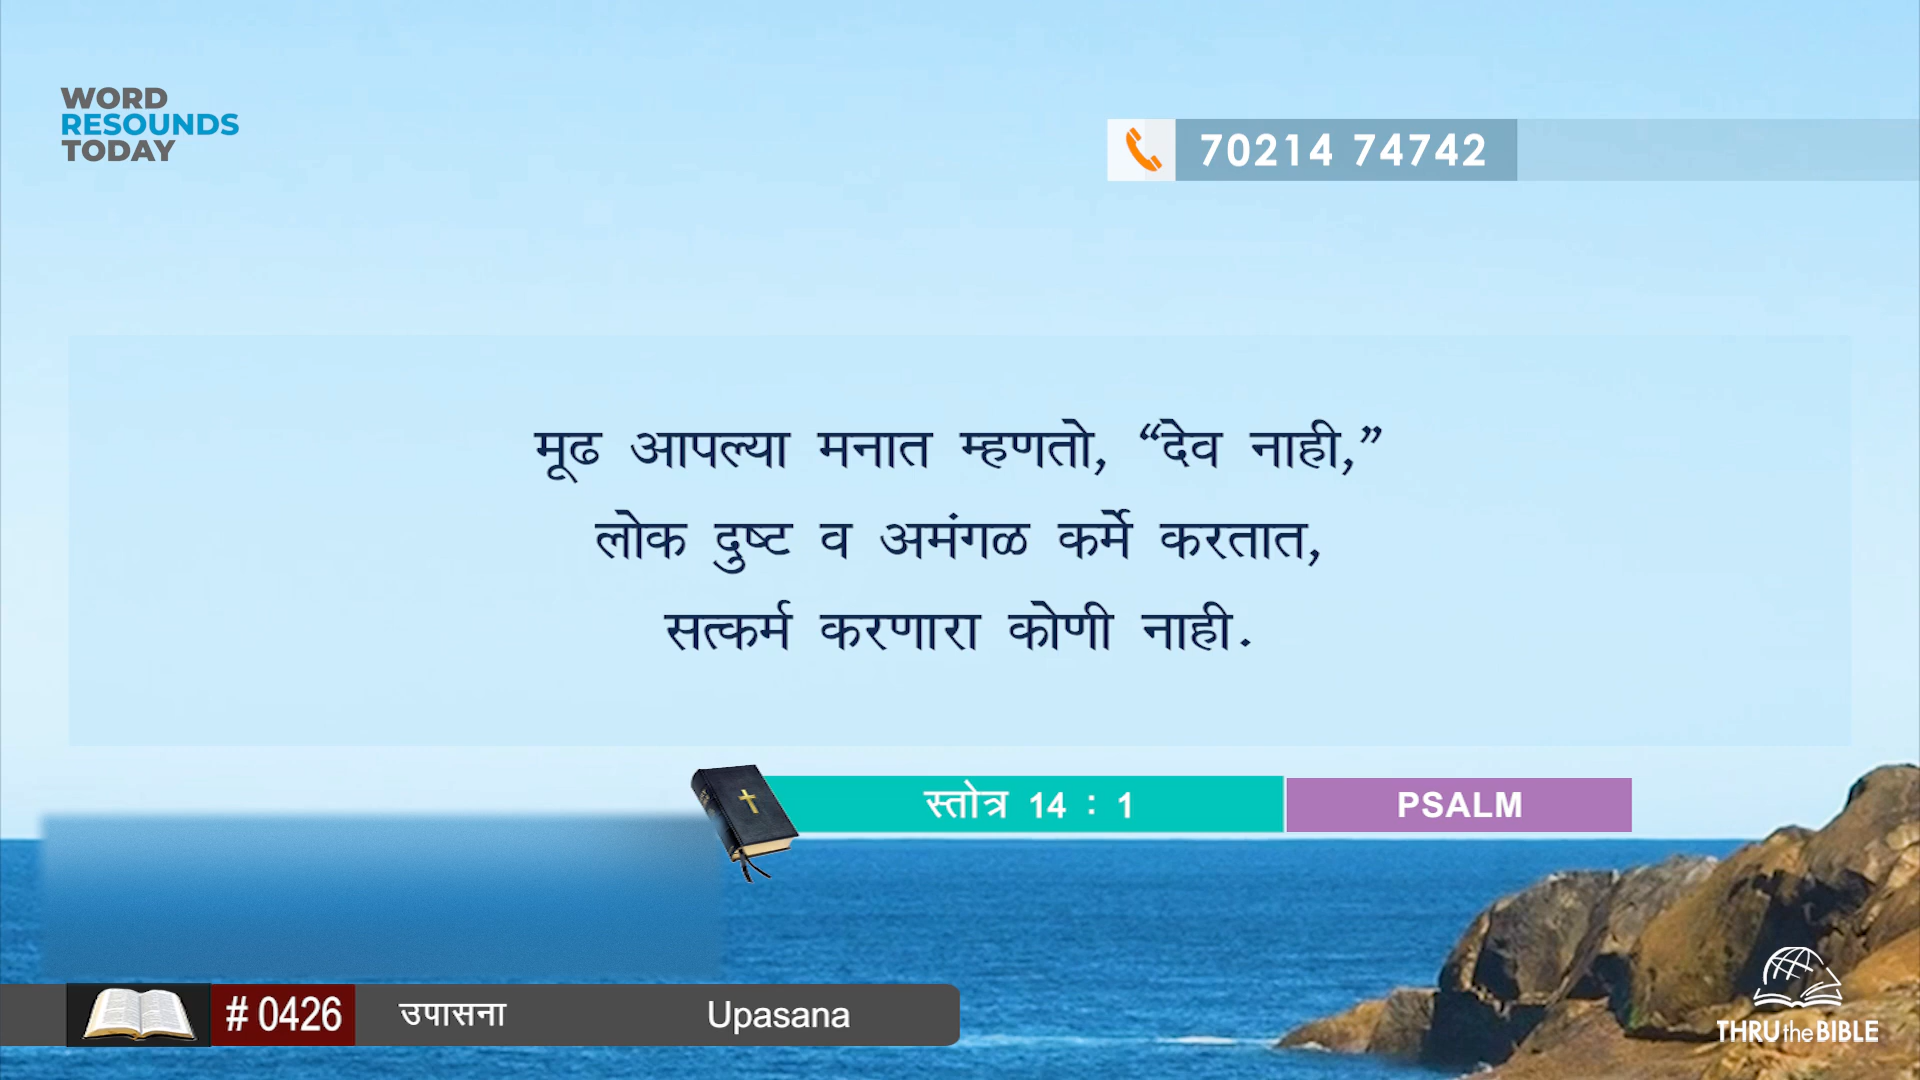 WORD
RESOUNDS
TODAY
70214 74742
मूढ आपल्या मनात म्हणतो, “देव नाही,”
लोक दुष्ट व अमंगळ कर्मे करतात,
सत्कर्म करणारा कोणी नाही.
स्तोत्र 14 : 1
PSALM
# 0426
उपासना
Upasana
THRU the BIBLE